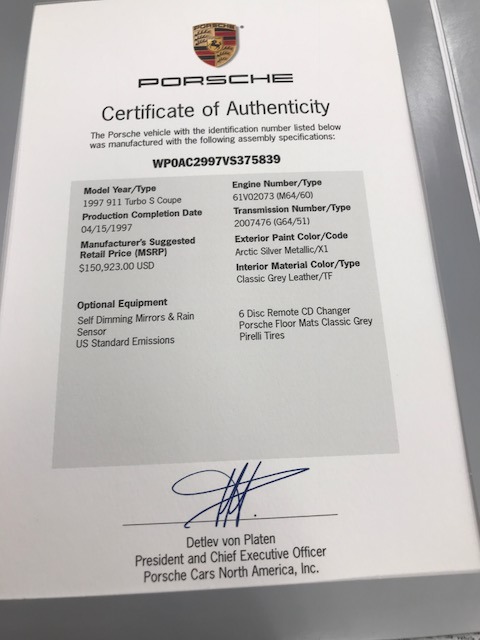 PORSCHE
PORSCHE
Certificate of Authenticity
The Porsche vehicle with the identification number listed below
was manufactured with the following assembly specifications:
WP0AC2997VS375839
Model Year/Type
1997 911 Turbo S Coupe
Production Completion Date
04/15/1997
Manufacturer's Suggested
Retail Price (MSRP)
$150,923.00 USD
Engine Number/Type
61V02073 (M64/60)
Transmission Number/Type
2007476 (G64/51)
Exterior Paint Color/Code
Arctic Silver Metallic/X1
Interior Material Color/Type
Classic Grey Leather/TF
Optional Equipment
Self Dimming Mirrors & Rain
Sensor
US Standard Emissions
6 Disc Remote CD Changer
Porsche Floor Mats Classic Grey
Pirelli Tires
Detlev von Platen
President and Chief Executive Officer
Porsche Cars North America, Inc.